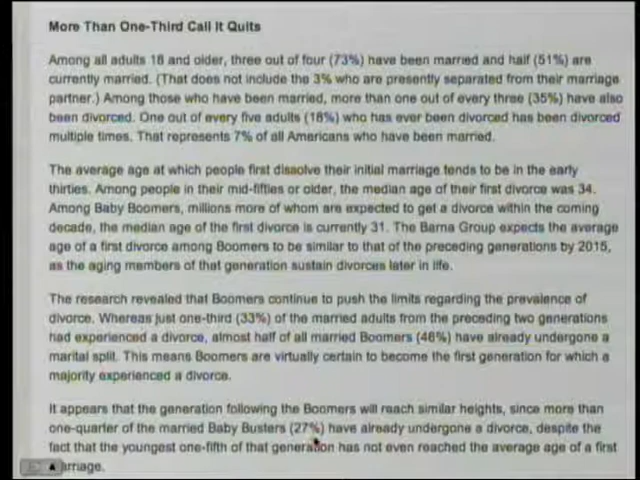 More Than One-Third Call It Quits
Among all adults 18 and older, three out of four (73%) have been married and half (51%) are
currently married. (That does not include the 3% who are presently separated from their marriage
partner.) Among those who have been married, more than one out of every three (35%) have also
been divorced. One out of every five adults (18%) who has ever been divorced has been divorced
multiple times. That represents 7% of all Americans who have been married.
The average age at which people first dissolve their initial marriage tends to be in the early
thirties. Among people in their mid-fifties or older, the median age of their first divorce was 34.
Among Baby Boomers, millions more of whom are expected to get a divorce within the coming
decade, the median age of the first divorce is currently 31. The Barna Group expects the average
age of a first divorce among Boomers to be similar to that of the preceding generations by 2015,
as the aging members of that generation sustain divorces later in life.
The research revealed that Boomers continue to push the limits regarding the prevalence of
divorce. Whereas just one-third (33%) of the married adults from the preceding two generations
had experienced a divorce, almost half of all married Boomers (46%) have already undergone a
marital split. This means Boomers are virtually certain to become the first generation for which a
majority experienced a divorce.
It appears that the generation following the Boomers will reach similar heights, since more than
one-quarter of the married Baby Busters (27%) have already undergone a divorce, despite the
fact that the youngest one-fifth of that generation has not even reached the average age of a first
arriage.